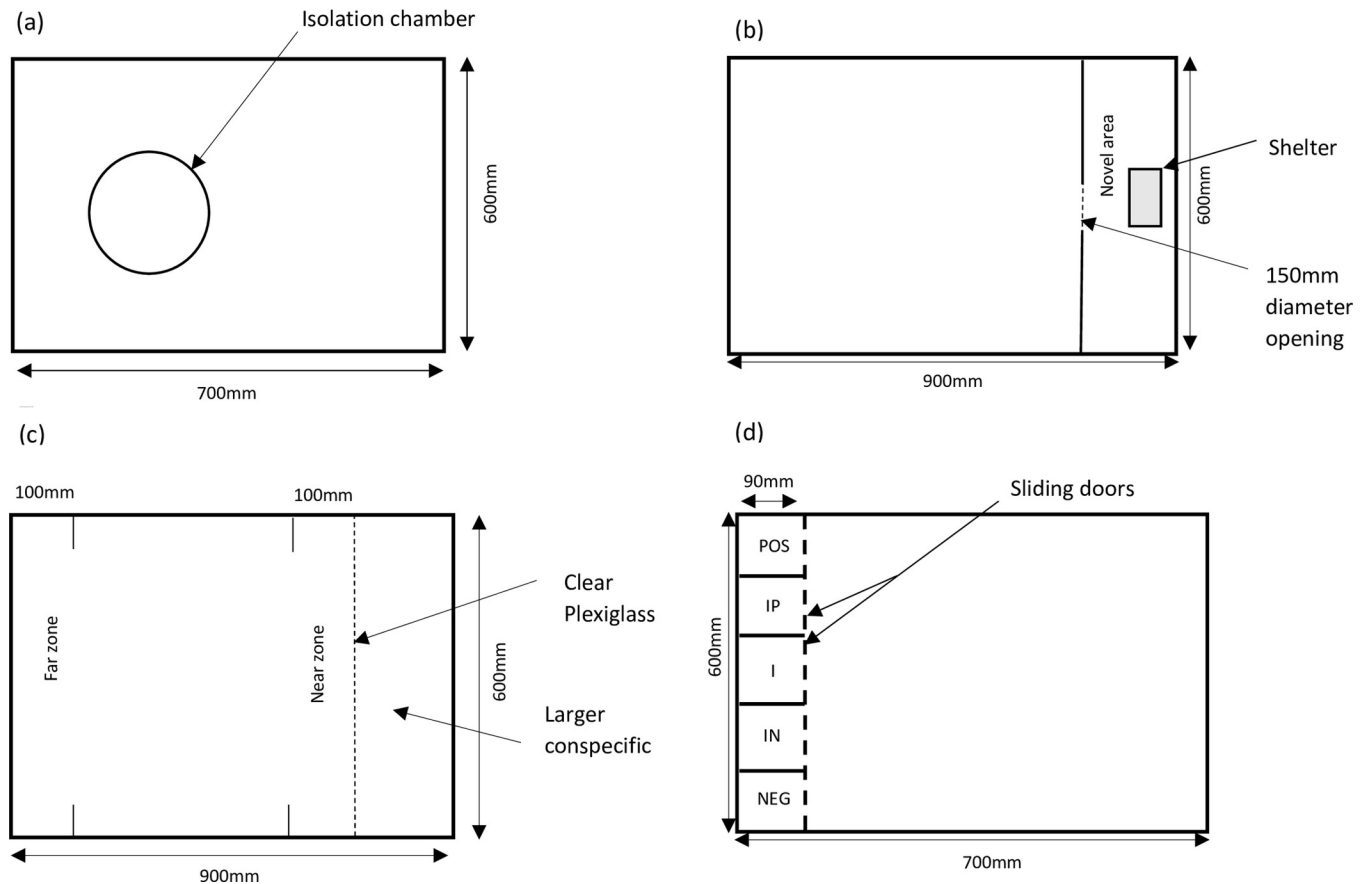 (a)
Isolation chamber
600mm
700mm
(b)
Novel area
Shelter
600mm
150mm
diameter
opening
900mm
(c)
100mm
100mm
Far zone
Near zone
Clear
Plexiglass
600mm
Larger
conspecific
900mm
(d)
90mm
Sliding doors
POS
IP
600mm
I
IN
NEG
700mm